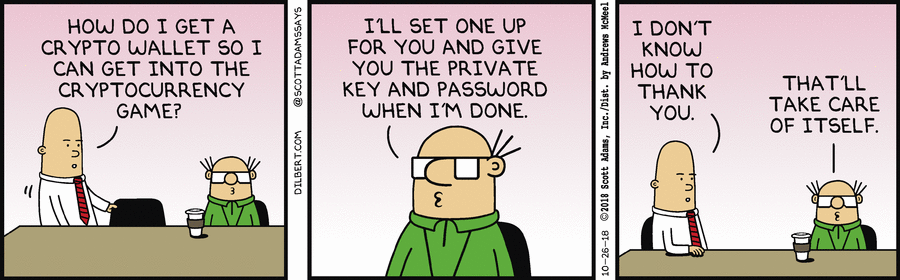 HOW DO I GET A
CRYPTO WALLET SO I
CAN GET INTO THE
CRYPTOCURRENCY
GAME?
DILBERT.COM @SCOTTADAMSSAYS
I'LL SET ONE UP
FOR YOU AND GIVE
YOU THE PRIVATE
KEY AND PASSWORD
WHEN I'M DONE.
10-26-18 ©2018 Scott Adams, Inc./Dist. by Andrews McMeel
I DON'T
KNOW
HOW TO
THANK
YOU.
THAT'LL
TAKE CARE
OF ITSELF.